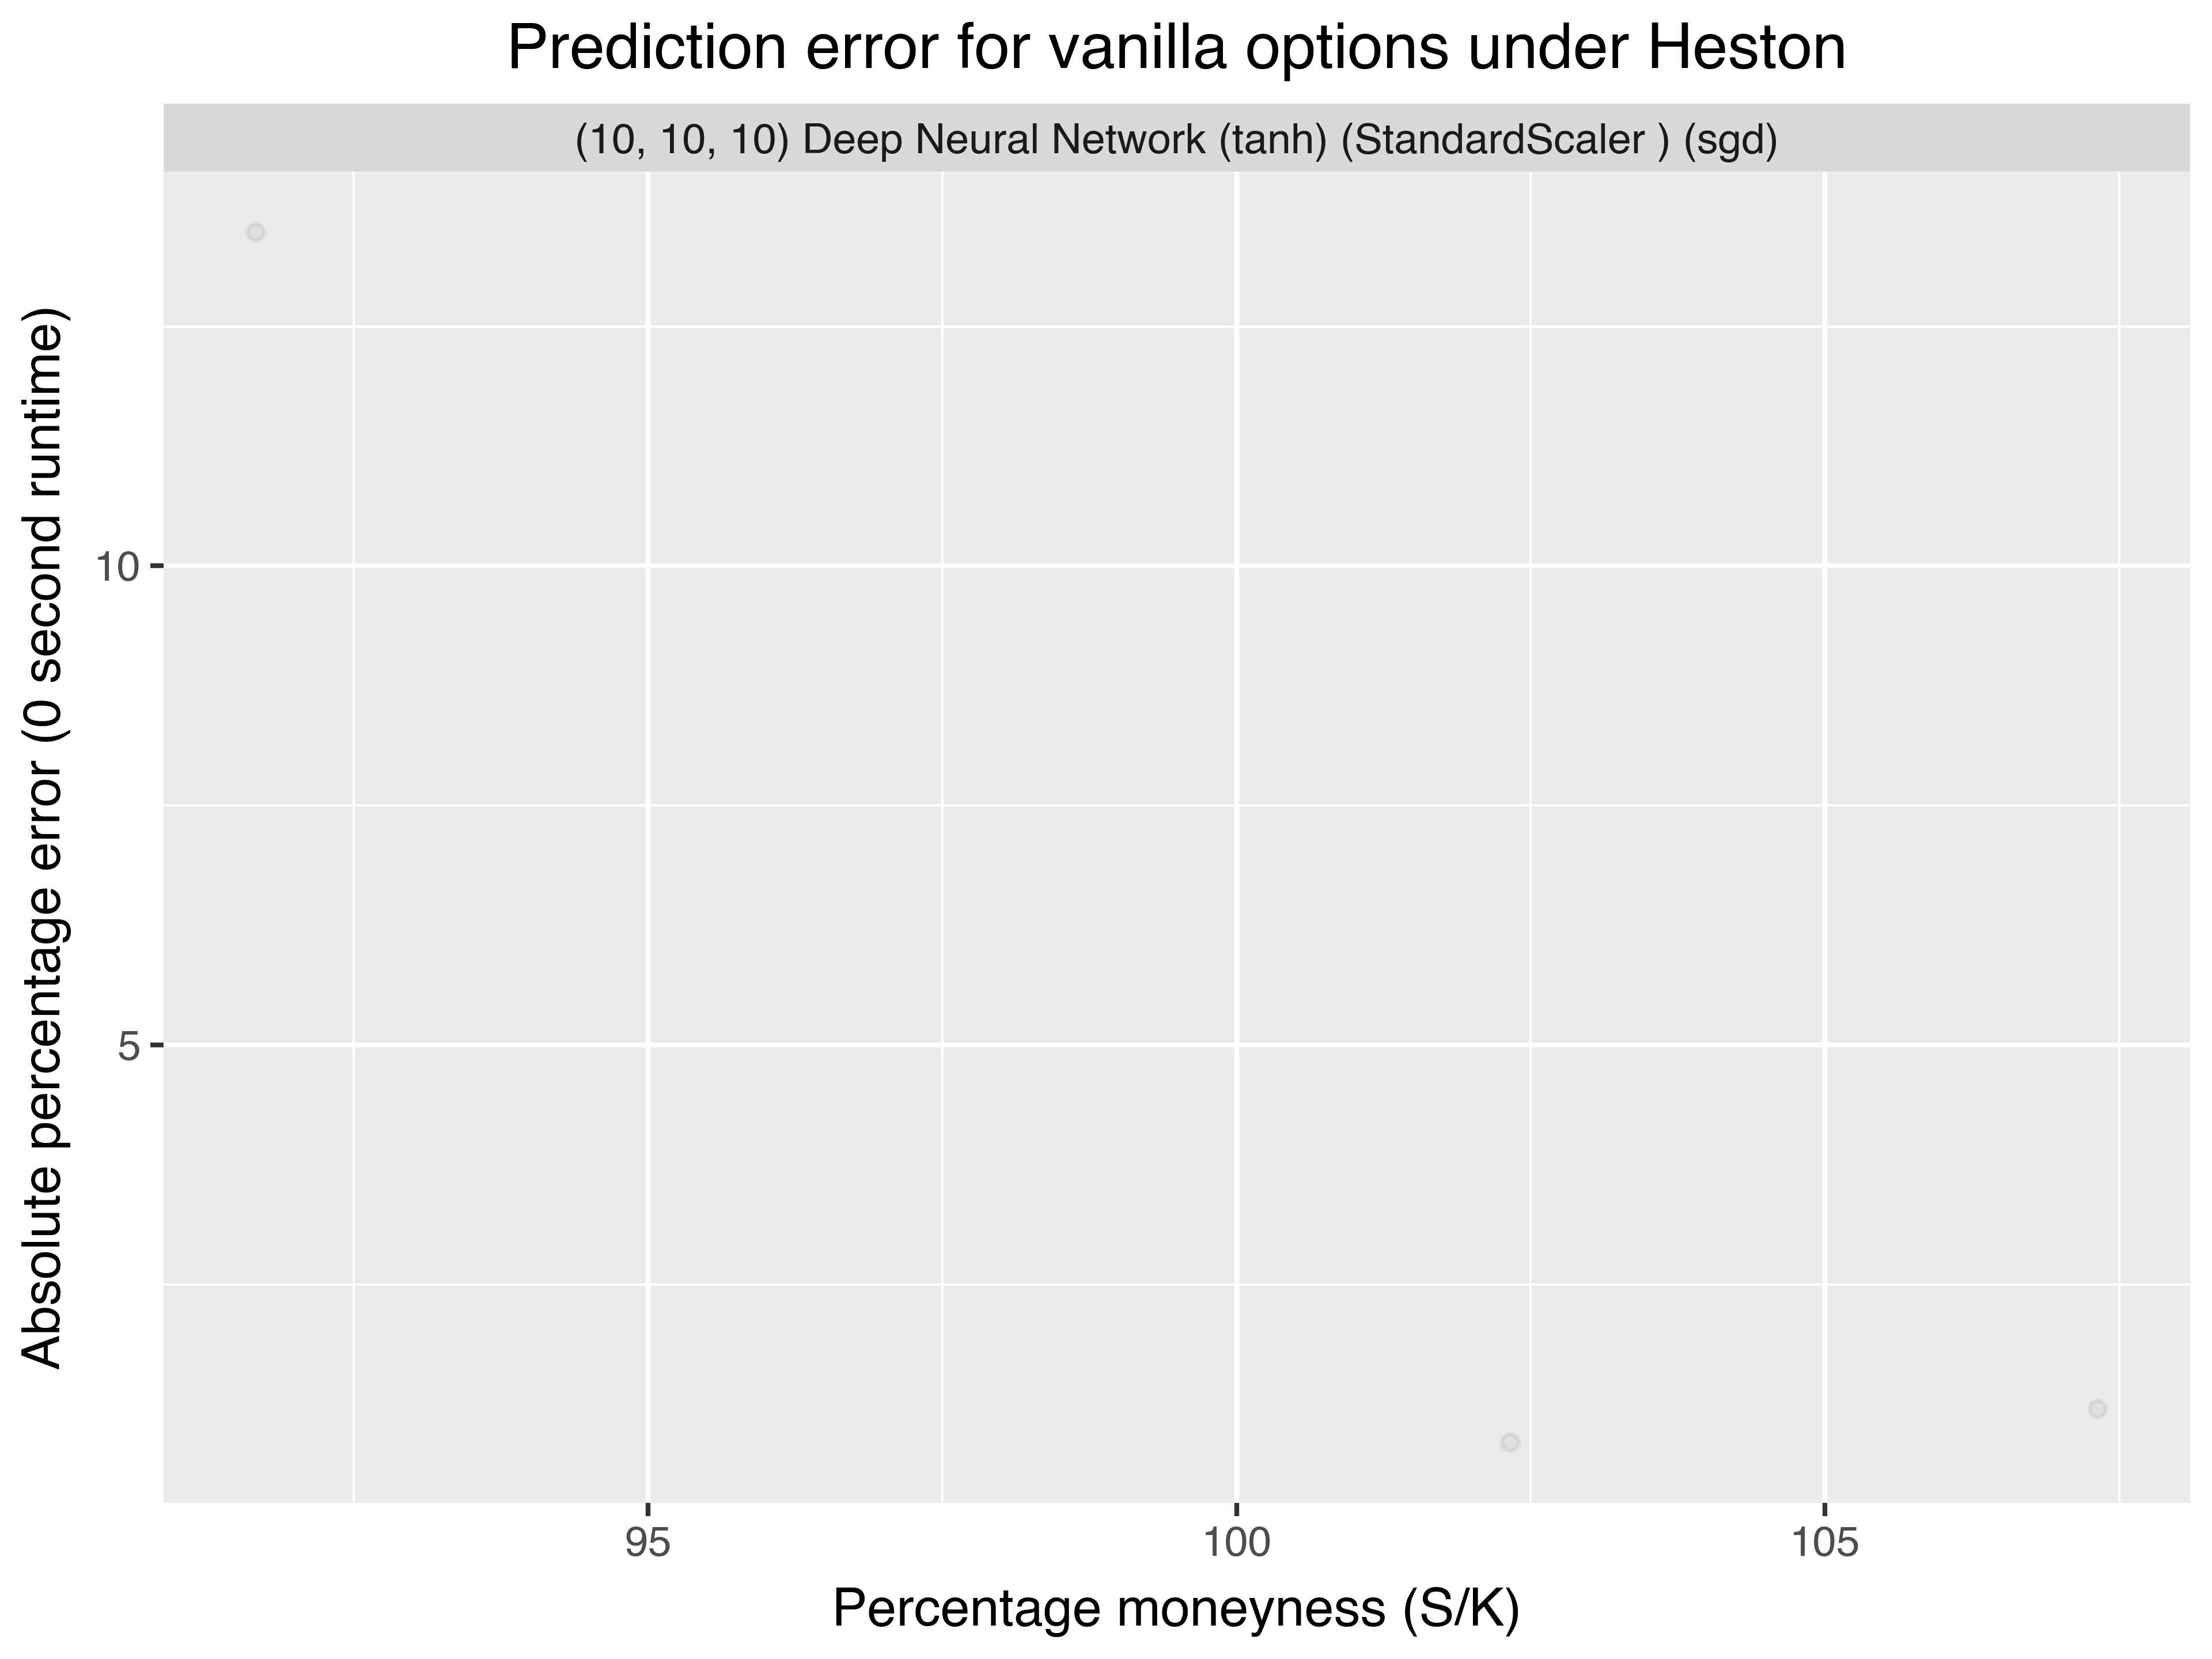 Prediction error for vanilla options under Heston
(10, 10, 10) Deep Neural Network (tanh) (StandardScaler ) (sgd)
Absolute percentage error (0 second runtime)
10
5
95
100
105
Percentage moneyness (S/K)